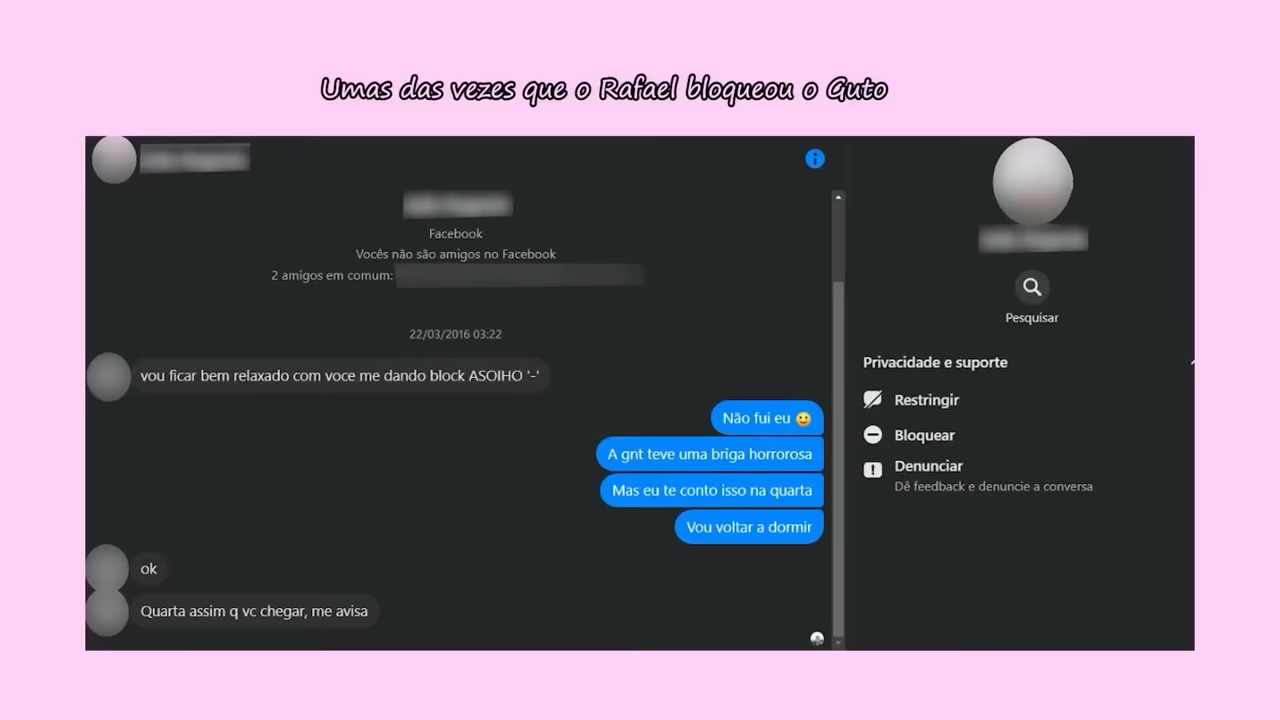 Umas das vezes que o Rafael bloqueou o Guto
Facebook
Vocês não são amigos no Facebook
2 amigos em comum:
22/03/2016 03:22
vou ficar bem relaxado com voce me dando block ASOIHO '-'
Não fui eu 😉
A gnt teve uma briga horrorosa
Mas eu te conto isso na quarta
Vou voltar a dormir
ok
Quarta assim q vc chegar, me avisa
Pesquisar
Privacidade e suporte
Restringir
Bloquear
Denunciar
Dê feedback e denuncie a conversa